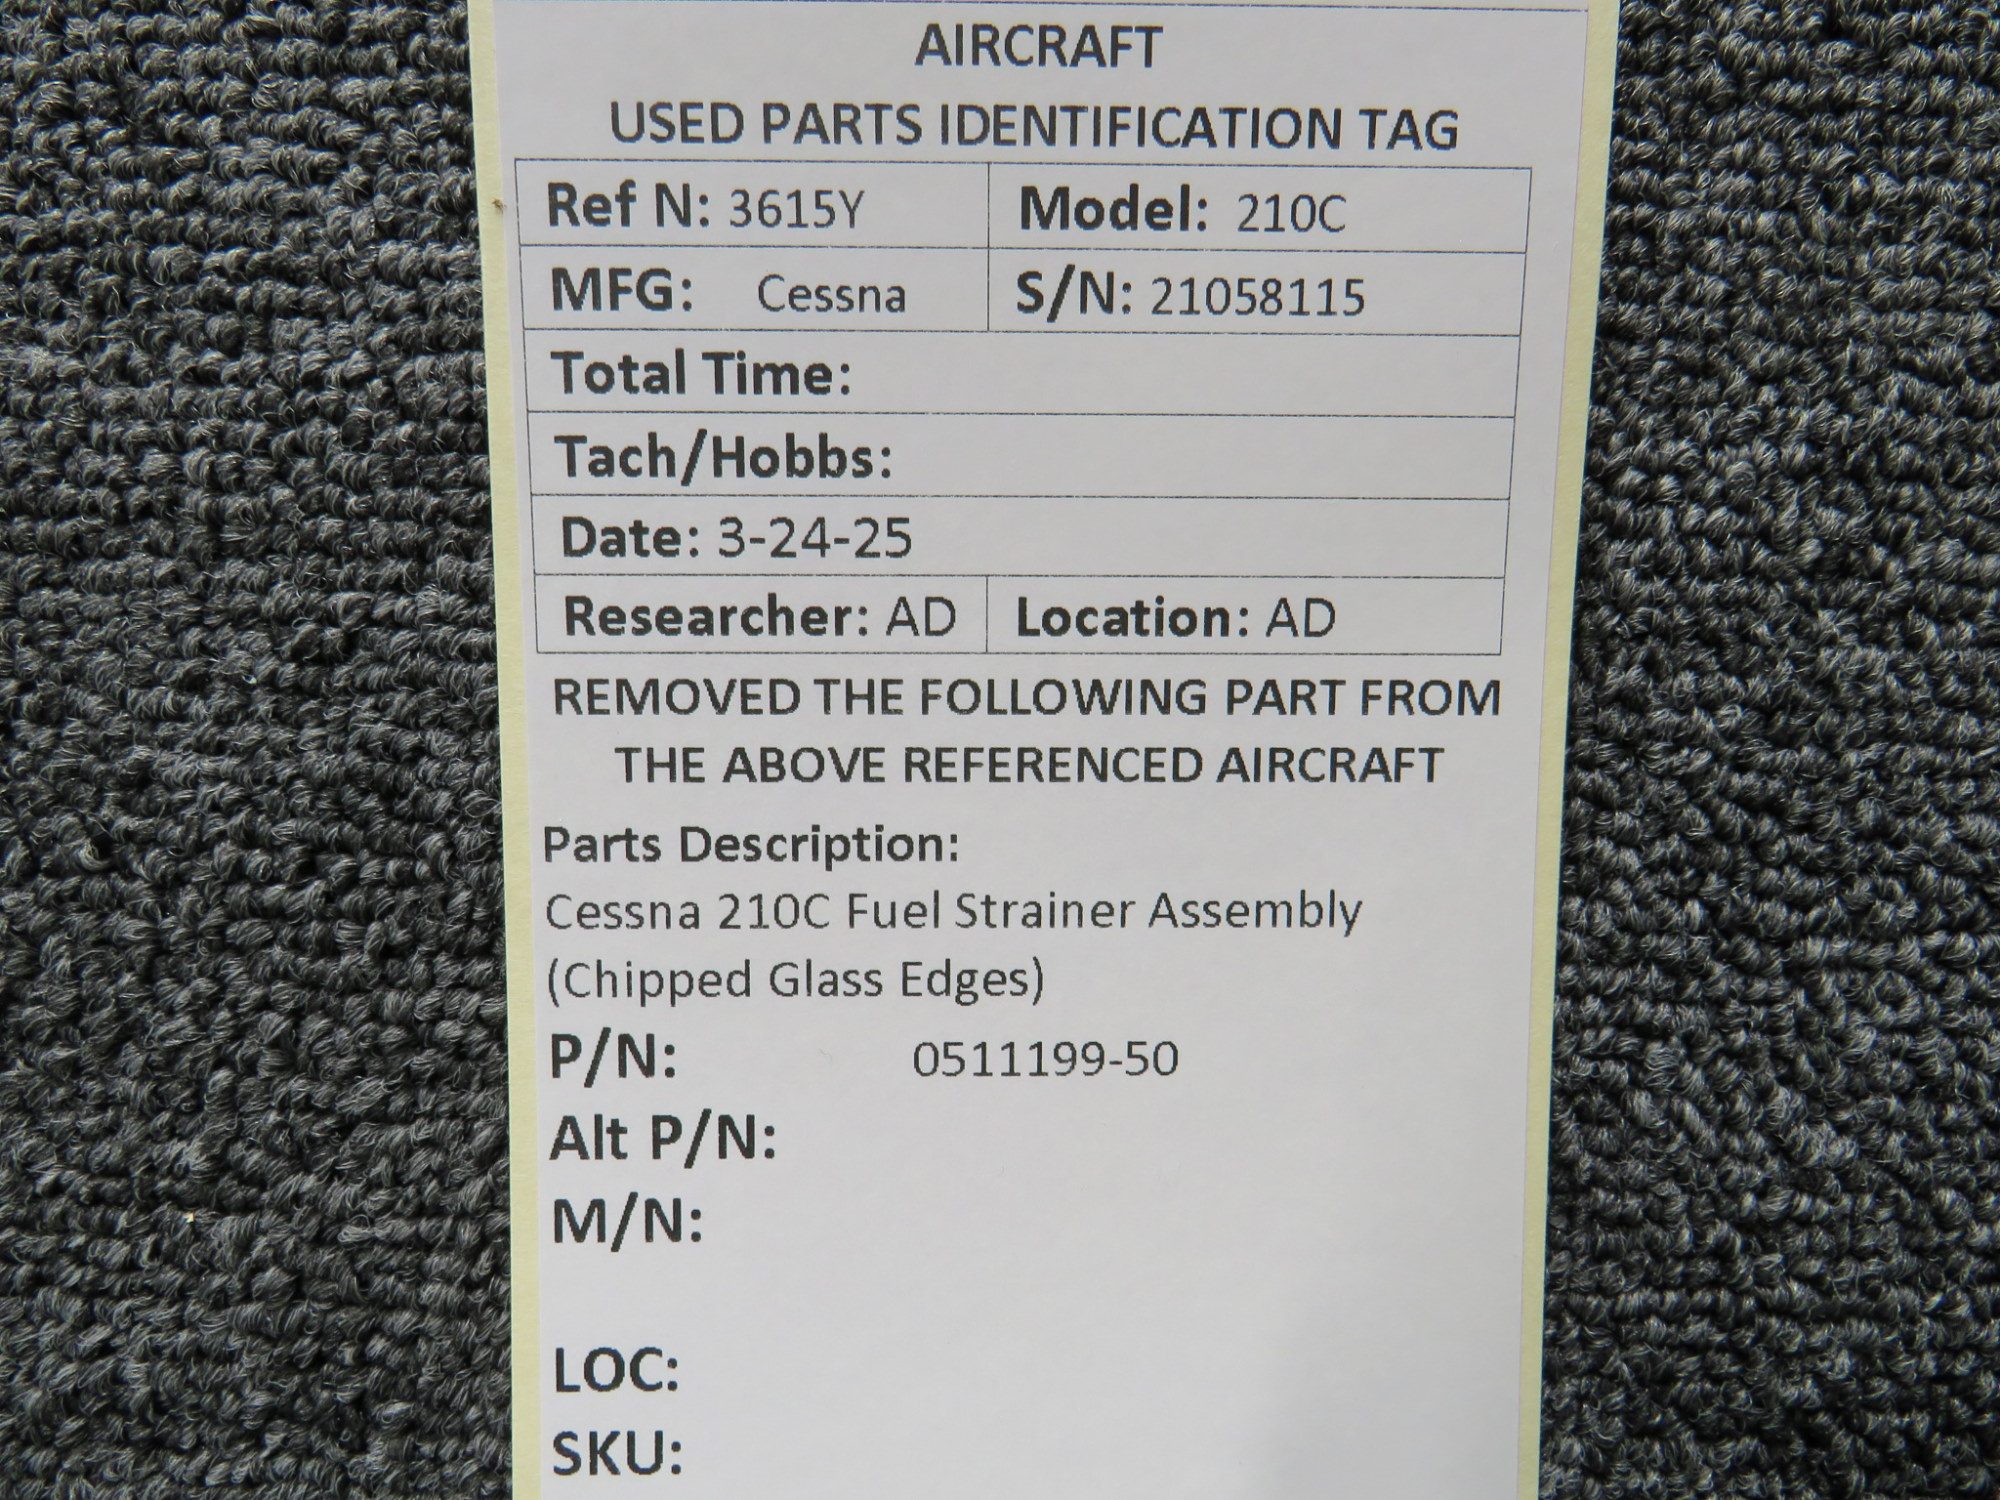 AIRCRAFT
USED PARTS IDENTIFICATION TAG
Ref N: 3615Y Model: 210C
MFG: Cessna S/N: 21058115
Total Time:
Tach/Hobbs:
Date: 3-24-25
Researcher: AD Location: AD
REMOVED THE FOLLOWING PART FROM
THE ABOVE REFERENCED AIRCRAFT
Parts Description:
Cessna 210C Fuel Strainer Assembly
(Chipped Glass Edges)
P/N: 0511199-50
Alt P/N:
M/N:
LOC:
SKU: